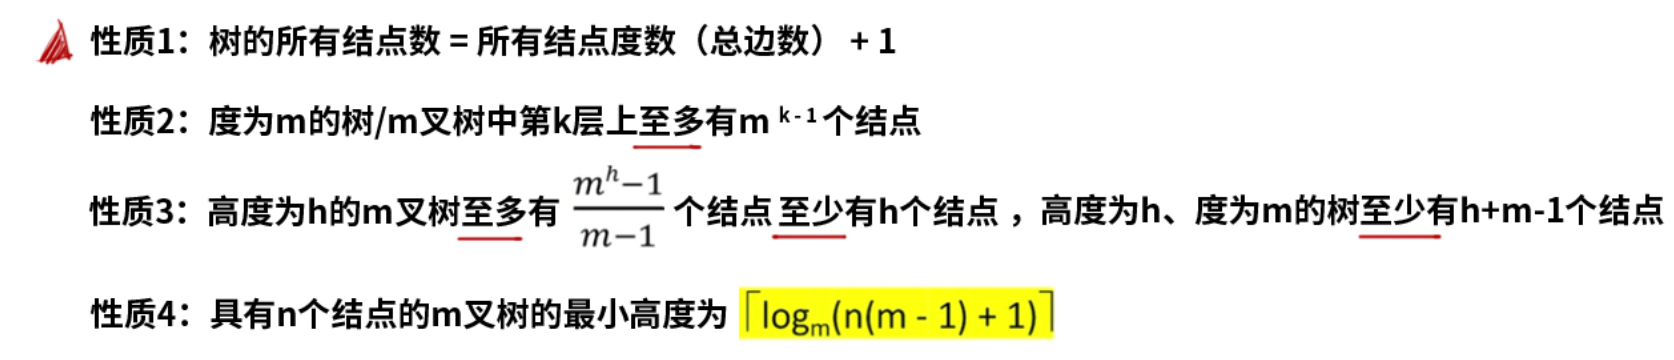 性质1：树的所有结点数 = 所有结点度数（总边数） + 1
性质2：度为m的树/m叉树中第k层上至多有m k-1个结点
性质3：高度为h的m叉树至多有 (m^h−1)/(m−1) 个结点 至少有h个结点 ，高度为h、度为m的树至少有h+m-1个结点
性质4：具有n个结点的m叉树的最小高度为 ⌈logm(n(m - 1) + 1)⌉